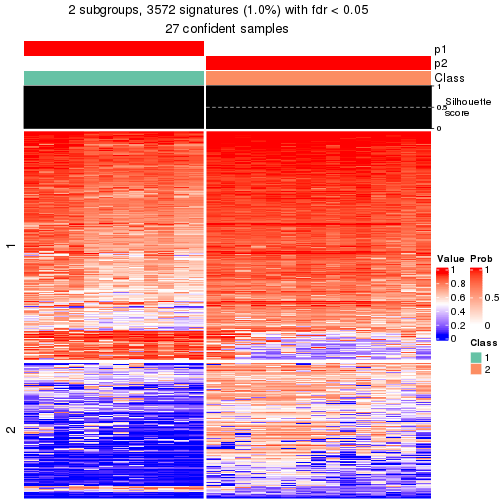 2 subgroups, 3572 signatures (1.0%) with fdr < 0.05
27 confident samples
p1
p2
Class
1
0.5
0
Silhouette
score
1
2
Value
1
0.8
0.6
0.4
0.2
0
Prob
1
0.5
0
Class
1
2